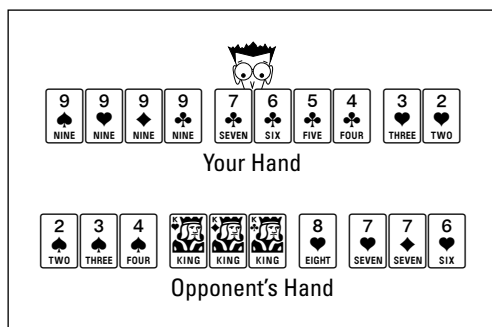 9 9 9 9 7 6 5 4 3 2
NINE NINE NINE NINE SEVEN SIX FIVE FOUR THREE TWO
Your Hand
2 3 4 K K K 8 7 7 6
TWO THREE FOUR KING KING KING EIGHT SEVEN SEVEN SIX
Opponent's Hand